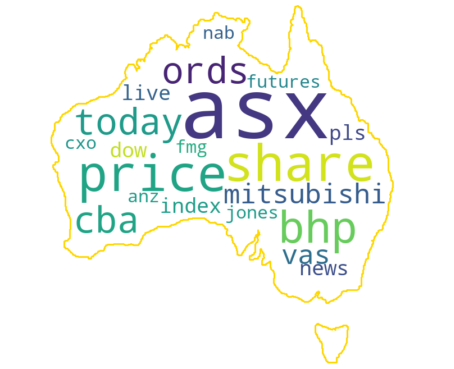 nab
ords
futures
live
asx
today
pls
cxo
dow
fmg
share
price
mitsubishi
anz
index
jones
cba
bhp
vas
news